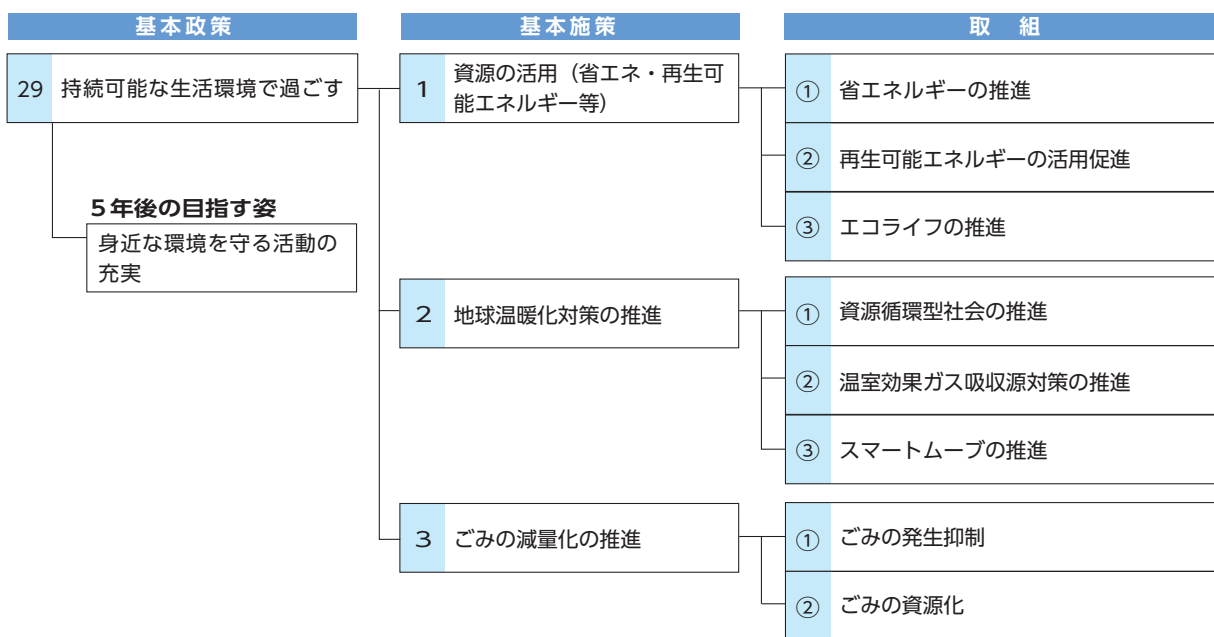 基本政策
基本施策
取　組
29 持続可能な生活環境で過ごす
5年後の目指す姿
身近な環境を守る活動の
充実
1 資源の活用（省エネ・再生可
能エネルギー等）
① 省エネルギーの推進
② 再生可能エネルギーの活用促進
③ エコライフの推進
2 地球温暖化対策の推進
① 資源循環型社会の推進
② 温室効果ガス吸収源対策の推進
③ スマートムーブの推進
3 ごみの減量化の推進
① ごみの発生抑制
② ごみの資源化